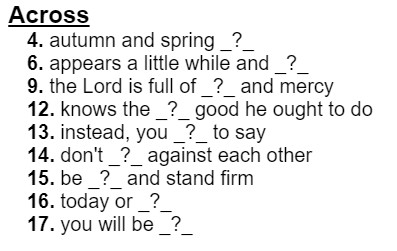 Across
4. autumn and spring _?_
6. appears a little while and _?_
9. the Lord is full of _?_ and mercy
12. knows the _?_ good he ought to do
13. instead, you _?_ to say
14. don't _?_ against each other
15. be _?_ and stand firm
16. today or _?_
17. you will be _?_